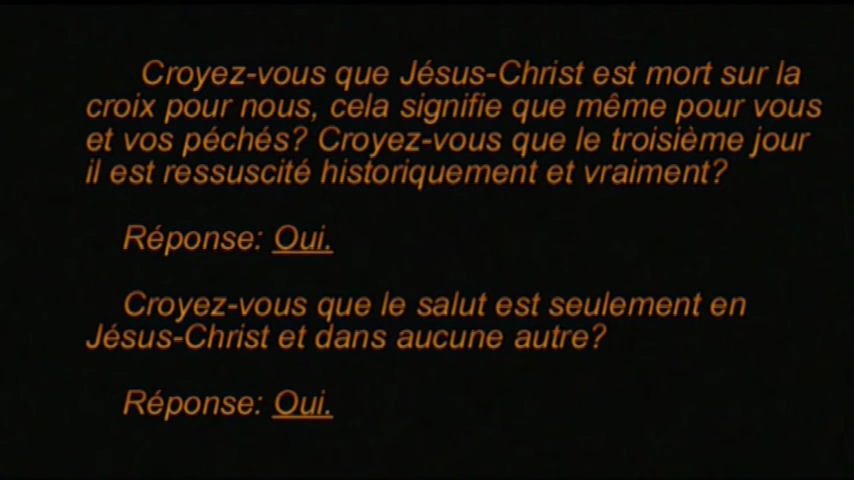 Croyez-vous que Jésus-Christ est mort sur la
croix pour nous, cela signifie que même pour vous
et vos péchés? Croyez-vous que le troisième jour
il est ressuscité historiquement et vraiment?
Réponse: Oui.
Croyez-vous que le salut est seulement en
Jésus-Christ et dans aucune autre?
Réponse: Oui.